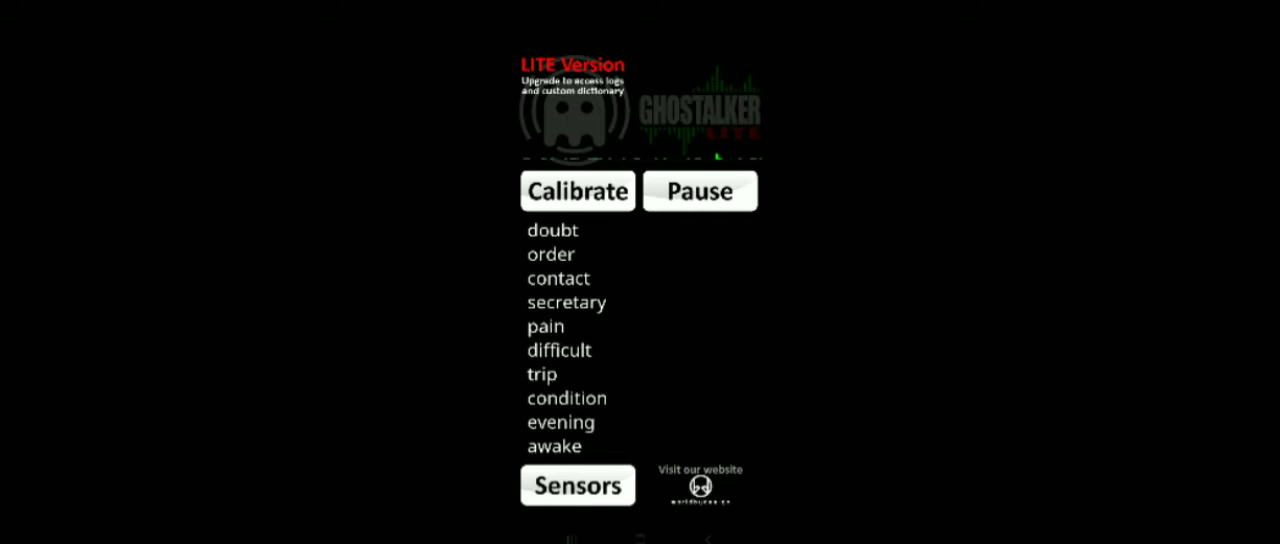 LITE Version
Upgrade to access logs
and custom dictionary
GHOSTALKER
LITE
Calibrate
Pause
doubt
order
contact
secretary
pain
difficult
trip
condition
evening
awake
Sensors
Visit our website